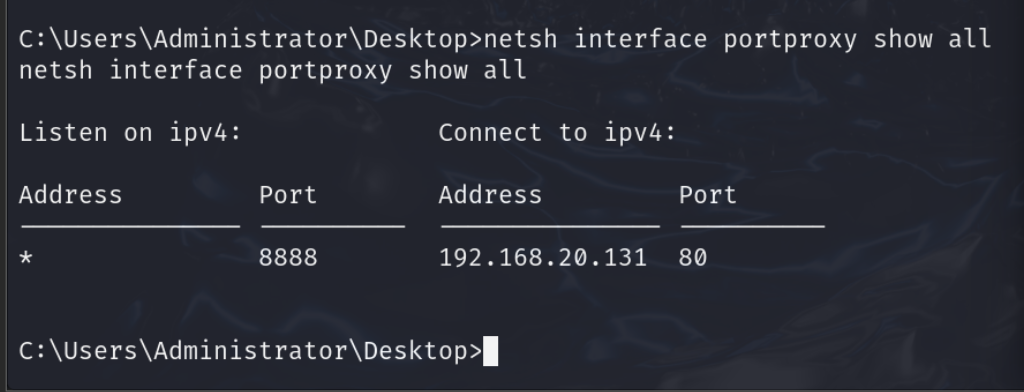 C:\Users\Administrator\Desktop>netsh interface portproxy show all
netsh interface portproxy show all
Listen on ipv4:             Connect to ipv4:
Address         Port        Address         Port
--------------- ----------  --------------- ----------
*               8888        192.168.20.131  80
C:\Users\Administrator\Desktop>